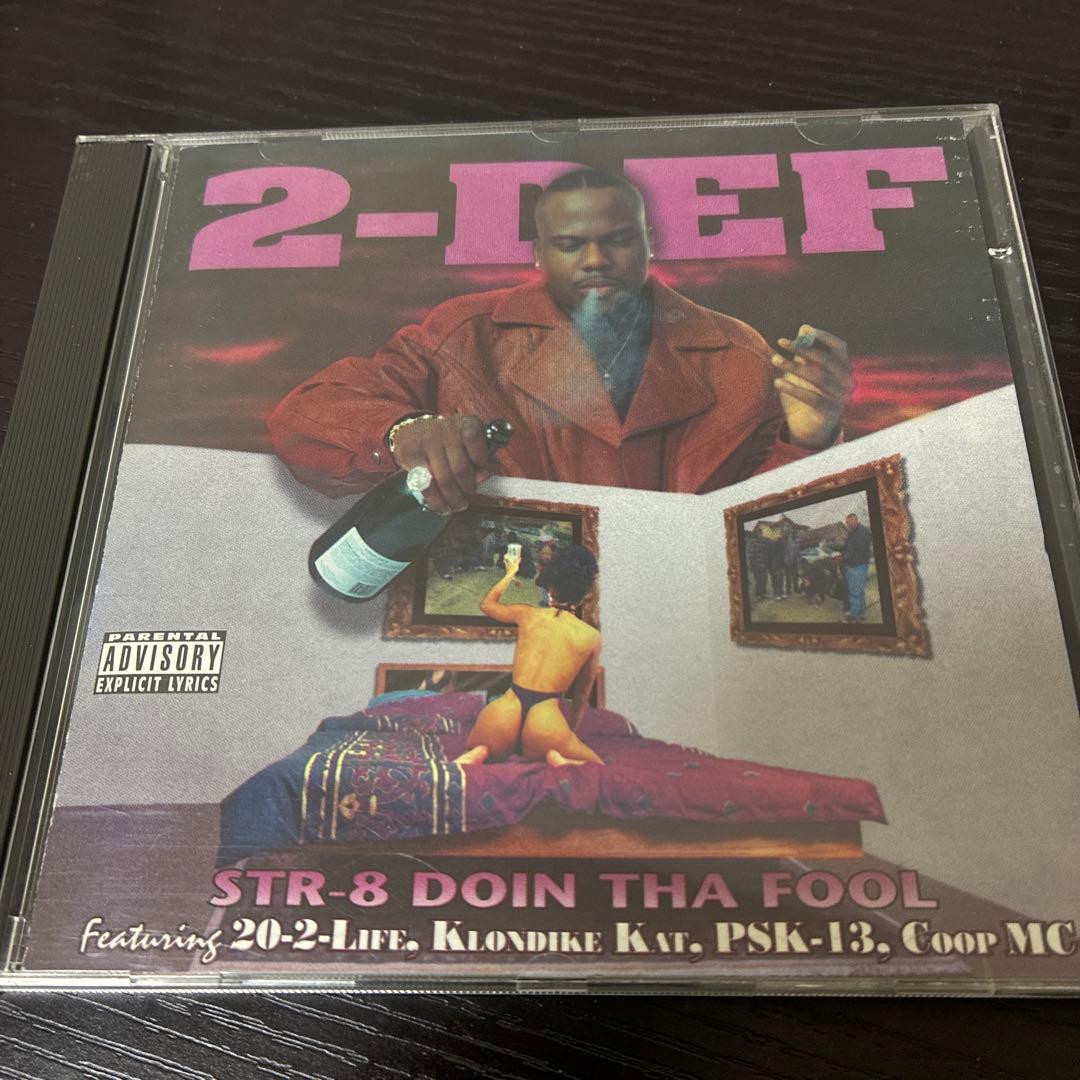 2-DEF
PARENTAL
ADVISORY
EXPLICIT LYRICS
STR-8 DOIN THA FOOL
Featuring 20-2-LIFE, KLONDIKE KAT, PSK-13, COOP MC